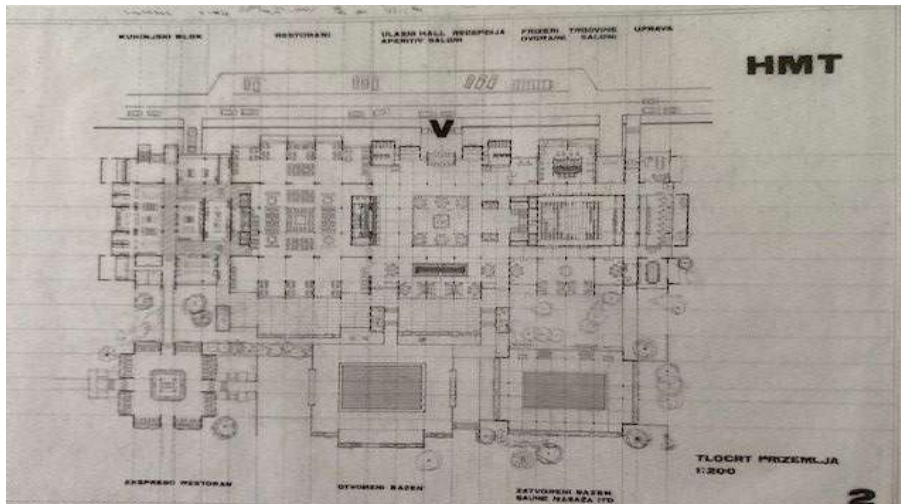 KUHINJSKI BLOK
RESTORANI
ULAZNI HALL RECEPCIJA
APERITIV SALONI
FRIZERI TRGOVINE
DVORANE SALONI
UPRAVA
HMT
V
TLOCRT PRIZEMLJA
1:200
EKSPRESS RESTORAN
OTVORENI BAZEN
ZATVORENI BAZEN
SAUNE MASAŽA ITD
2